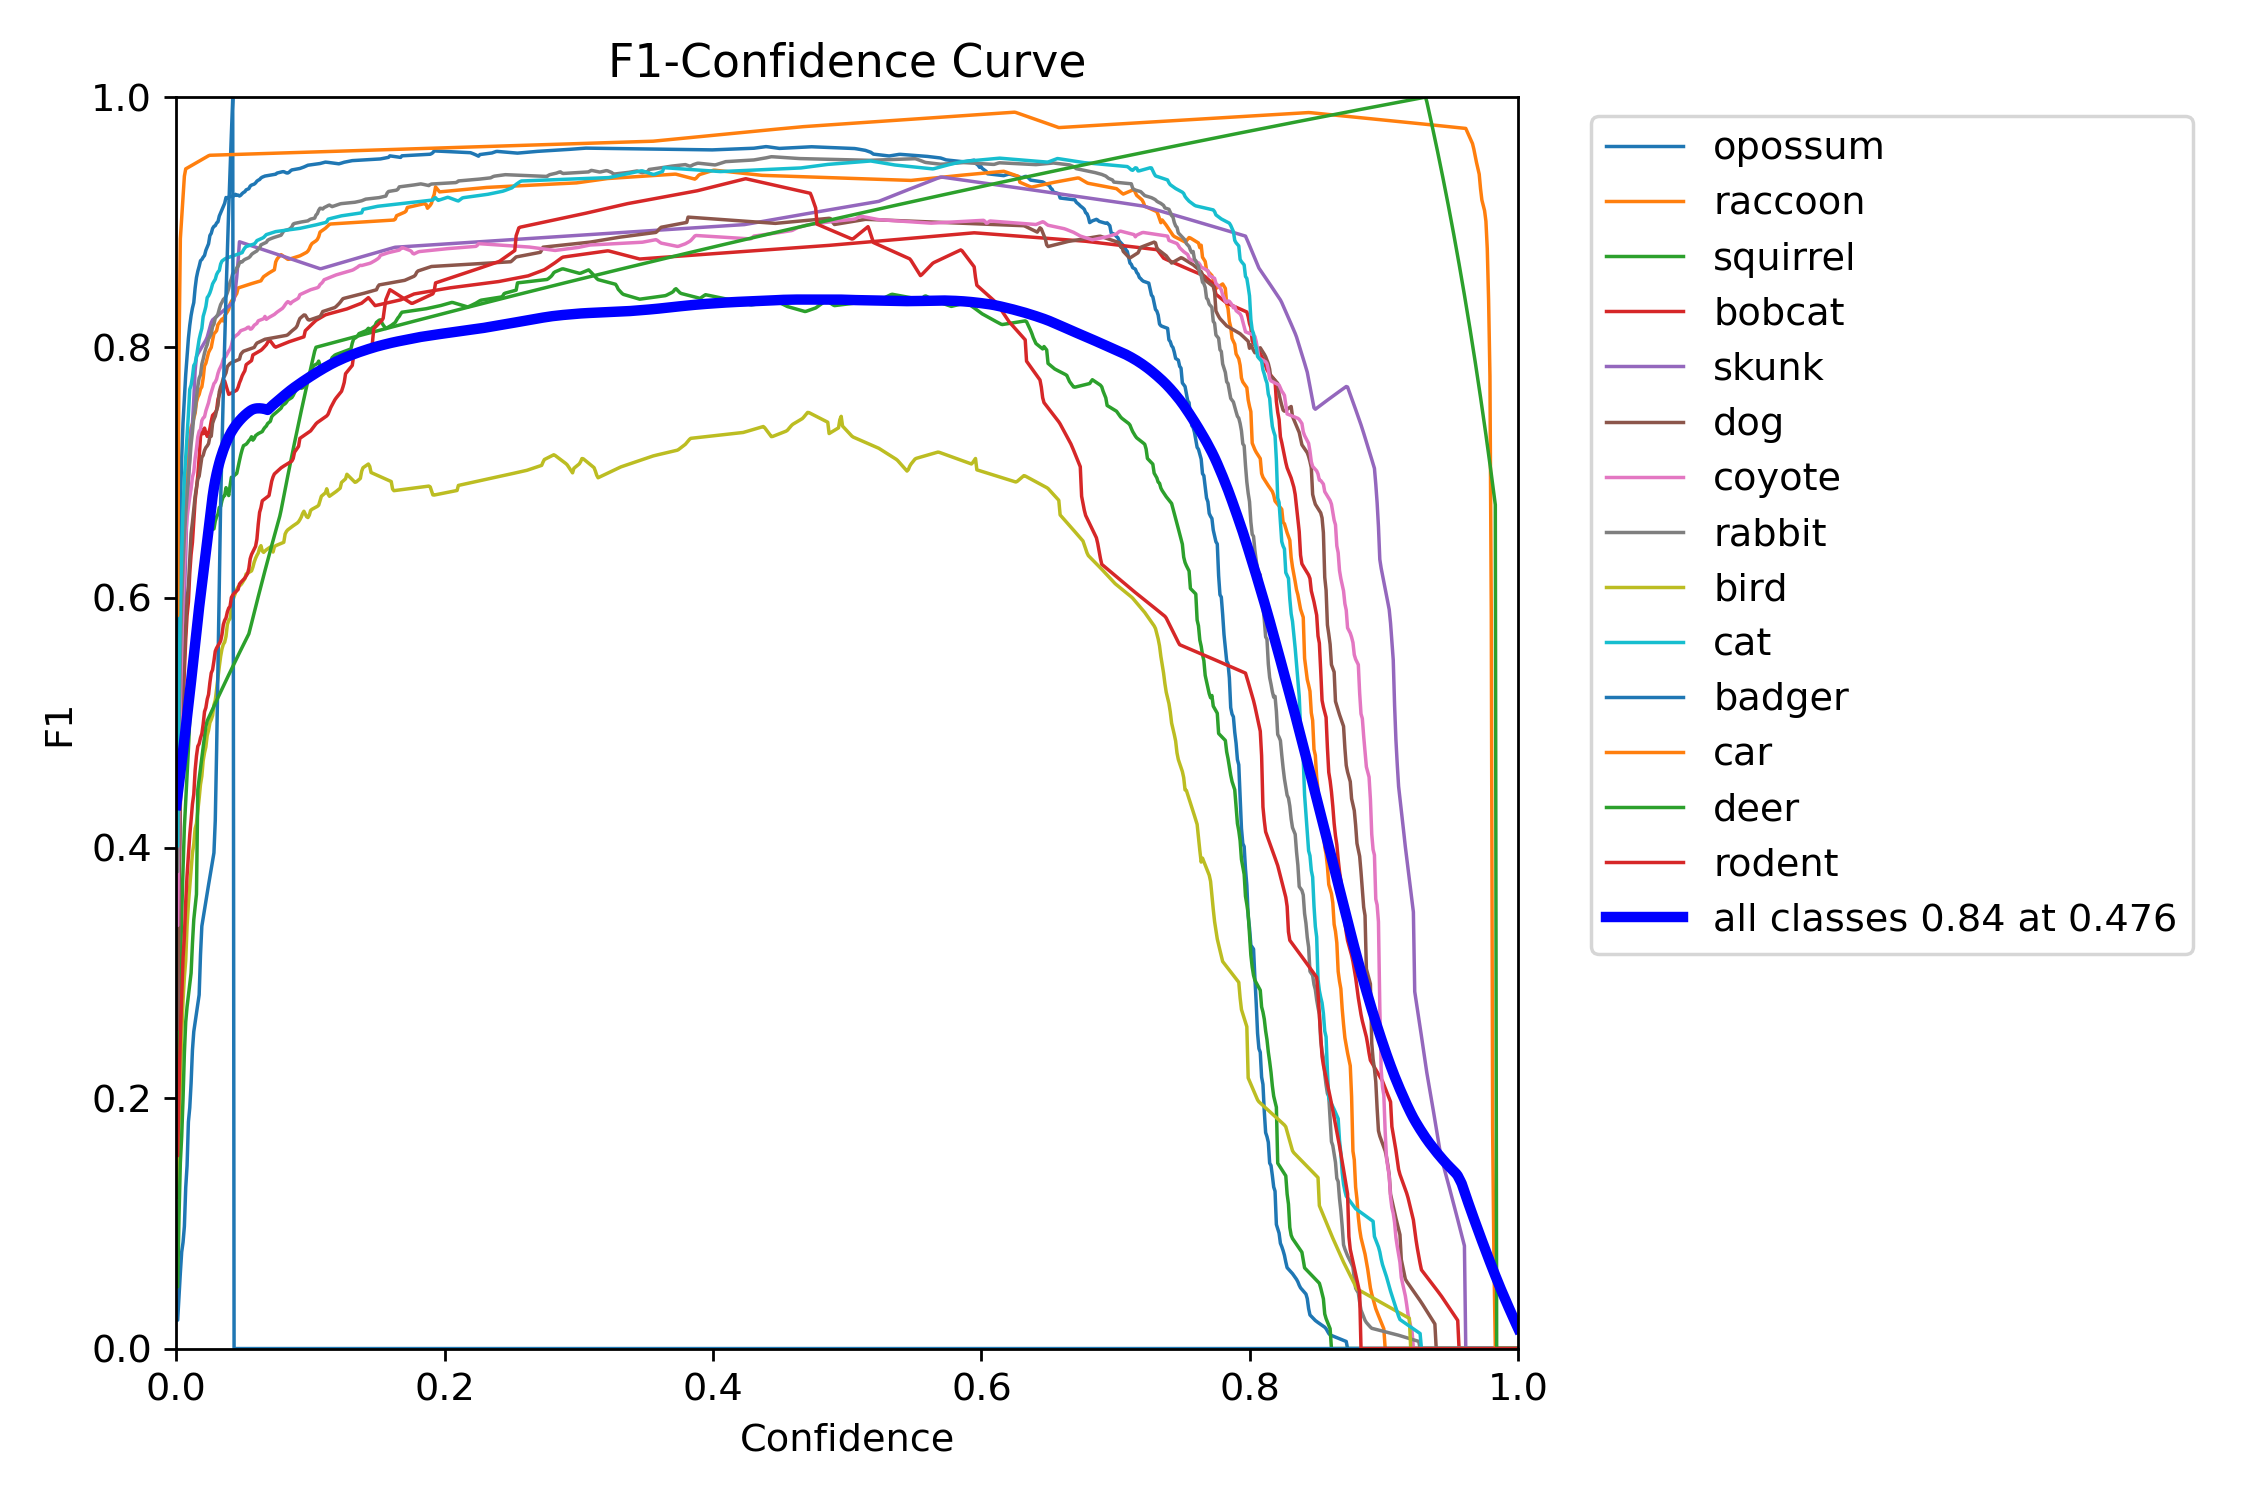 F1-Confidence Curve
1.0
0.8
0.6
0.4
0.2
0.0
F1
0.0 0.2 0.4 0.6 0.8 1.0
Confidence
opossum
raccoon
squirrel
bobcat
skunk
dog
coyote
rabbit
bird
cat
badger
car
deer
rodent
all classes 0.84 at 0.476